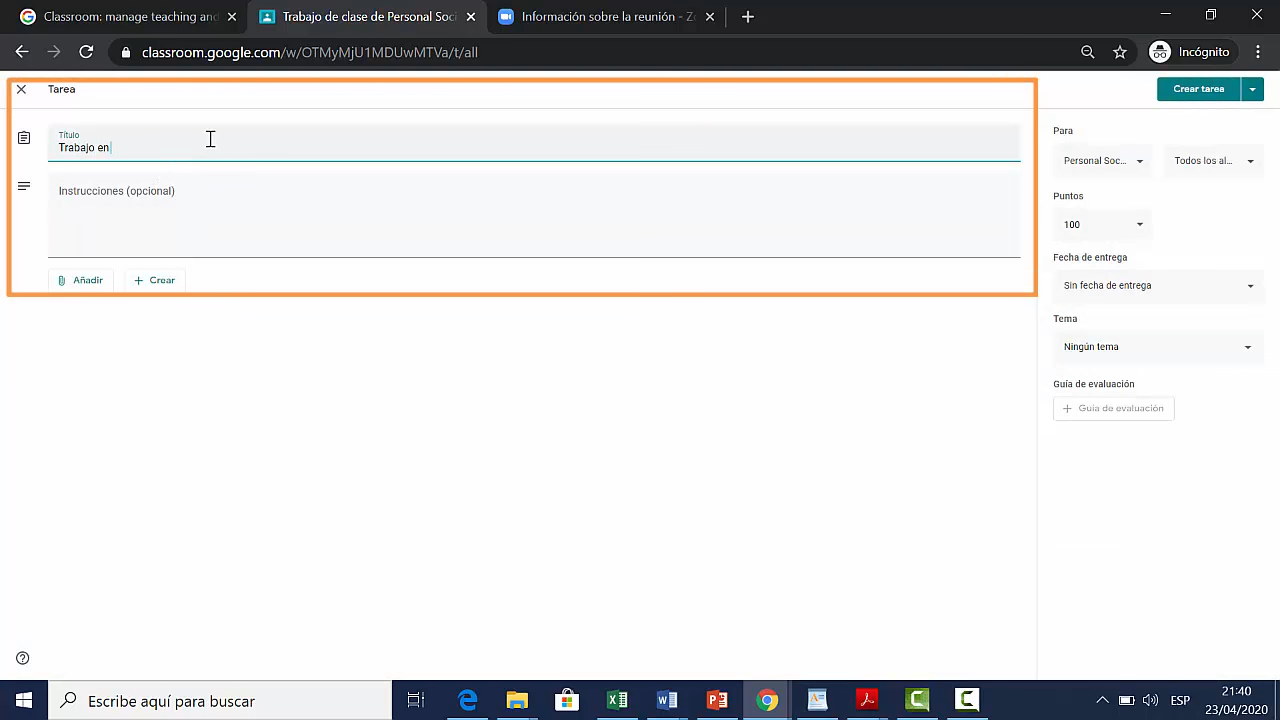 Classroom: manage teaching and
Trabajo de clase de Personal Soc
Información sobre la reunión - Zo
classroom.google.com/w/OTMyMjU1MDUwMTVa/t/all
Incógnito
Tarea
Crear tarea
Título
Trabajo en
Instrucciones (opcional)
Añadir
Crear
Para
Personal Soc...
Todos los al...
Puntos
100
Fecha de entrega
Sin fecha de entrega
Tema
Ningún tema
Guía de evaluación
Guía de evaluación
Escribe aquí para buscar
ESP
21:40
23/04/2020